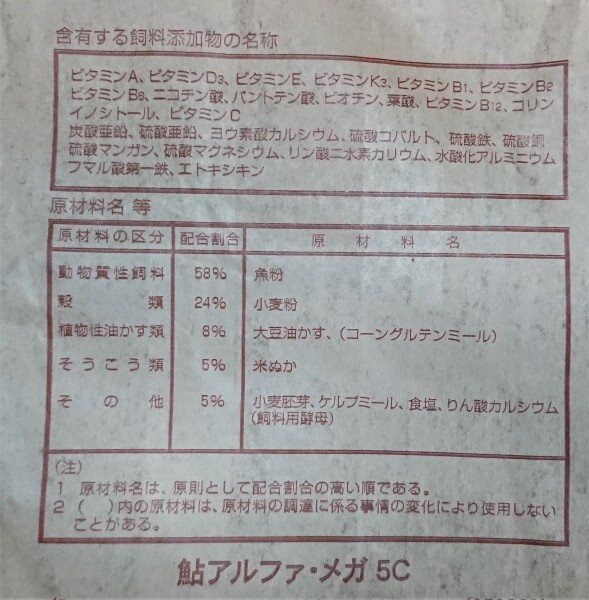 含有する飼料添加物の名称
ビタミンA、ビタミンD3、ビタミンE、ビタミンK3、ビタミンB1、ビタミンB2
ビタミンB6、ニコチン酸、パントテン酸、ビオチン、葉酸、ビタミンB12、コリン
イノシトール、ビタミンC
炭酸亜鉛、硫酸亜鉛、ヨウ素酸カルシウム、硫酸コバルト、硫酸鉄、硫酸銅
硫酸マンガン、硫酸マグネシウム、リン酸二水素カリウム、水酸化アルミニウム
フマル酸第一鉄、エトキシキン
原材料名 等
原材料の区分 配合割合 原材料名
動物質性飼料 58% 魚粉
穀類 24% 小麦粉
植物性油かす類 8% 大豆油かす、(コーングルテンミール)
そうこう類 5% 米ぬか
その他 5% 小麦胚芽、ケルプミール、食塩、りん酸カルシウム
(飼料用酵母)
(注)
1 原材料名は、原則として配合割合の高い順である。
2 ( )内の原材料は、原材料の調達に係る事情の変化により使用しない
ことがある。
鮎アルファ・メガ 5C